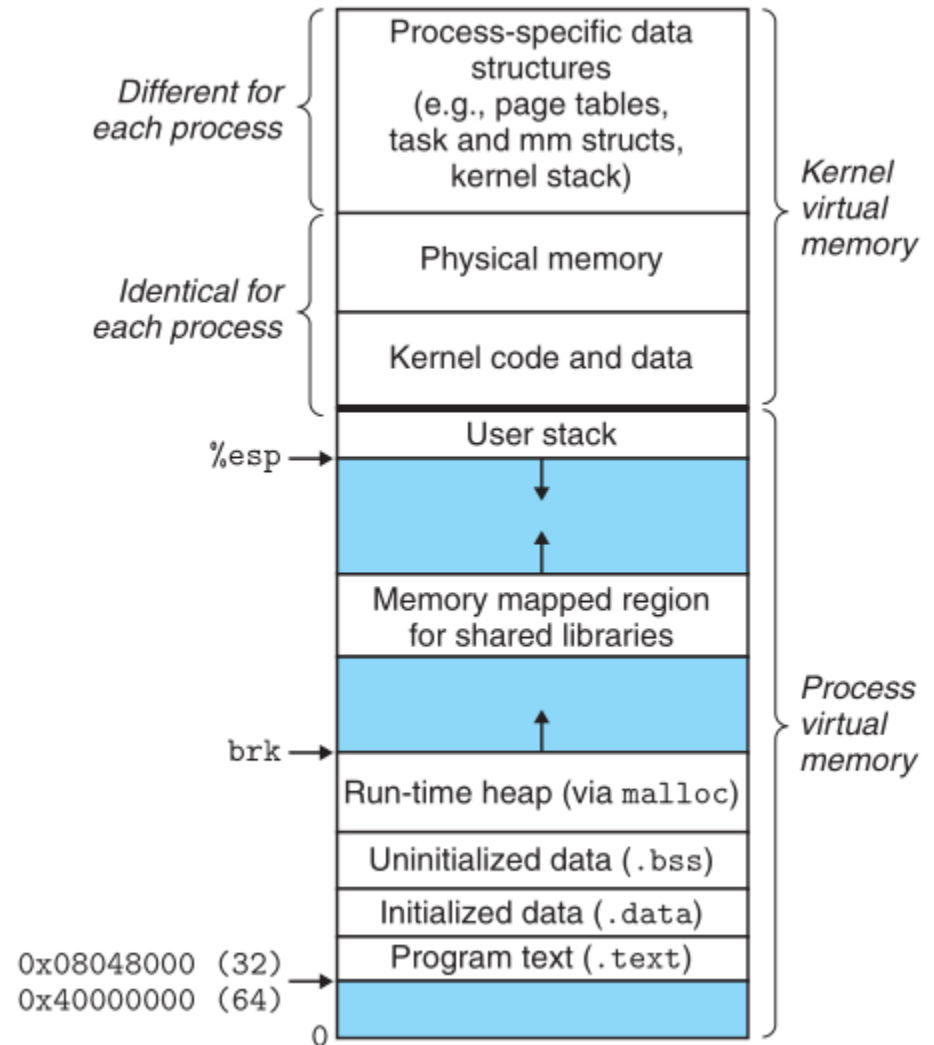 Process-specific data
structures
(e.g., page tables,
task and mm structs,
kernel stack)
Different for
each process
Kernel
virtual
memory
Physical memory
Identical for
each process
Kernel code and data
User stack
%esp
Memory mapped region
for shared libraries
Process
virtual
memory
brk
Run-time heap (via malloc)
Uninitialized data (.bss)
Initialized data (.data)
Program text (.text)
0x08048000 (32)
0x40000000 (64)
0